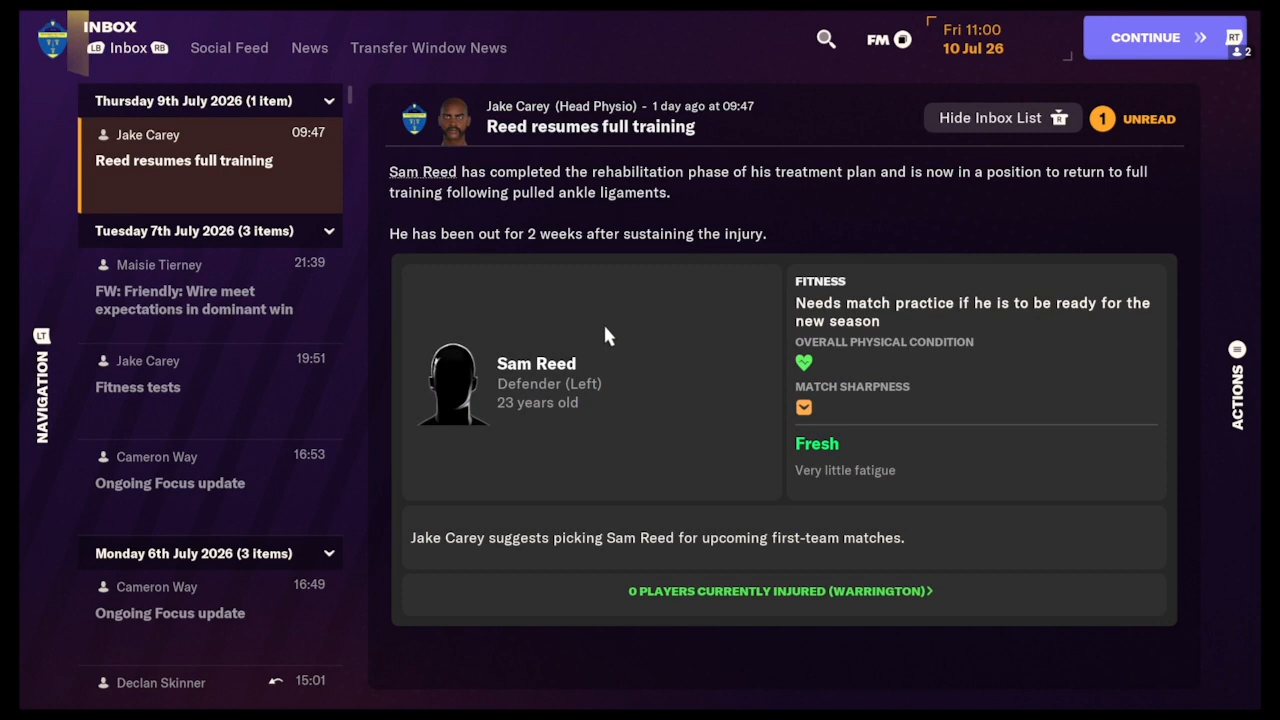 INBOX
LB Inbox RB
Social Feed
News
Transfer Window News
FM
Fri 11:00
10 Jul 26
CONTINUE
RT
2
Thursday 9th July 2026 (1 item)
Jake Carey
09:47
Reed resumes full training
Tuesday 7th July 2026 (3 items)
Maisie Tierney
21:39
FW: Friendly: Wire meet
expectations in dominant win
Jake Carey
19:51
Fitness tests
Cameron Way
16:53
Ongoing Focus update
Monday 6th July 2026 (3 items)
Cameron Way
16:49
Ongoing Focus update
Declan Skinner
15:01
LT
NAVIGATION
Jake Carey (Head Physio) - 1 day ago at 09:47
Reed resumes full training
Hide Inbox List
R
1
UNREAD
Sam Reed has completed the rehabilitation phase of his treatment plan and is now in a position to return to full
training following pulled ankle ligaments.
He has been out for 2 weeks after sustaining the injury.
Sam Reed
Defender (Left)
23 years old
FITNESS
Needs match practice if he is to be ready for the
new season
OVERALL PHYSICAL CONDITION
MATCH SHARPNESS
Fresh
Very little fatigue
Jake Carey suggests picking Sam Reed for upcoming first-team matches.
0 PLAYERS CURRENTLY INJURED (WARRINGTON)
ACTIONS